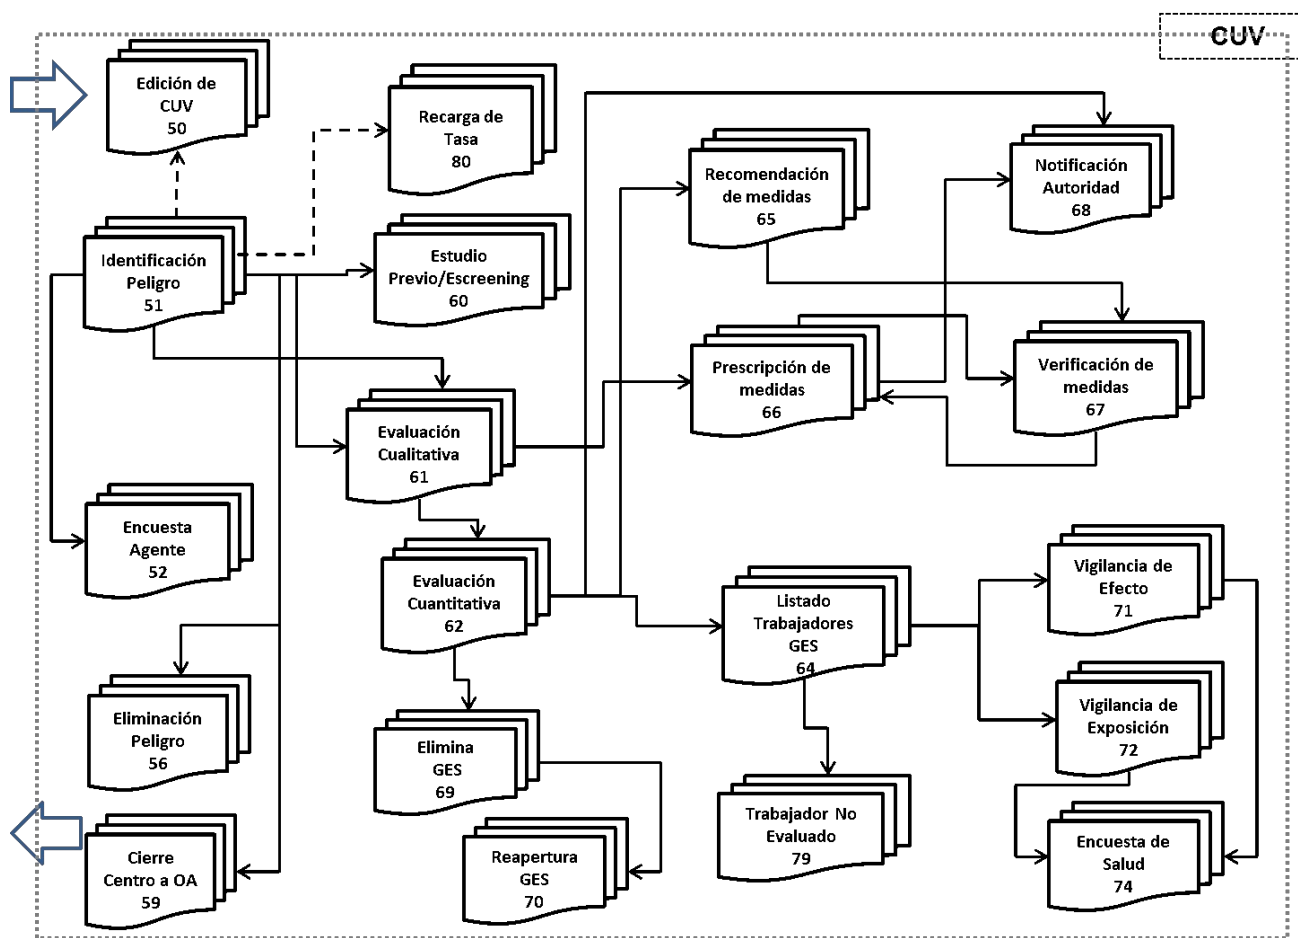 CUV
Edición de
CUV
50
Recarga de
Tasa
80
Recomendación
de medidas
65
Notificación
Autoridad
68
Identificación
Peligro
51
Estudio
Previo/Escreening
60
Prescripción de
medidas
66
Verificación de
medidas
67
Evaluación
Cualitativa
61
Encuesta
Agente
52
Evaluación
Cuantitativa
62
Listado
Trabajadores
GES
64
Vigilancia de
Efecto
71
Eliminación
Peligro
56
Elimina
GES
69
Vigilancia de
Exposición
72
Trabajador No
Evaluado
79
Cierre
Centro a OA
59
Reapertura
GES
70
Encuesta de
Salud
74